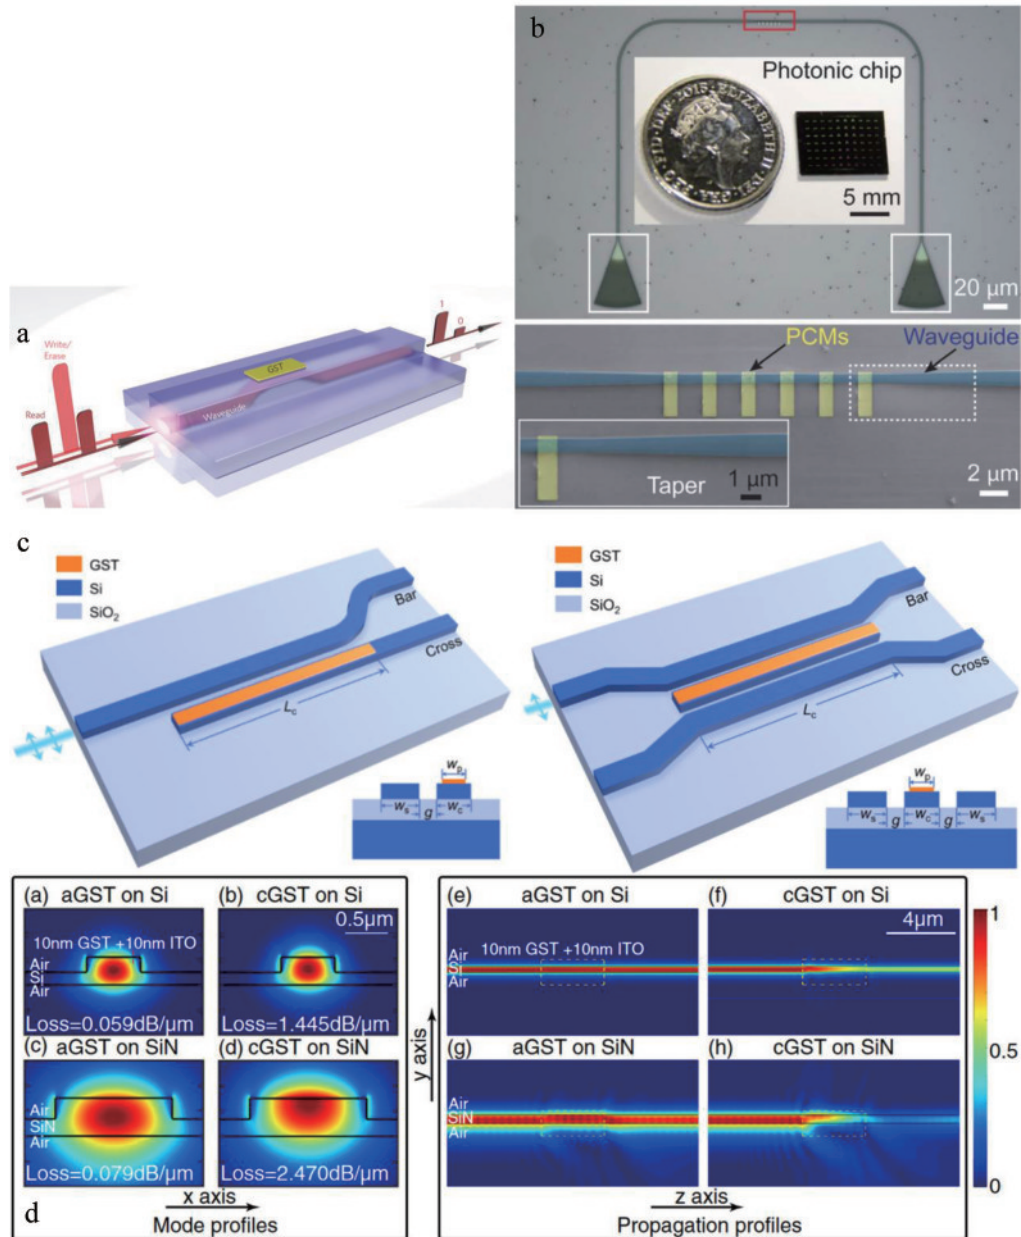 a
Write/
Erase
Read
GST
Waveguide
1
0
b
Photonic chip
ELIZABETH II
5 mm
20 μm
PCMs
Waveguide
Taper
1 μm
2 μm
c
GST
Si
SiO2
Bar
Cross
Lc
wp
ws
g
wc
GST
Si
SiO2
Bar
Cross
Lc
wp
ws
g
wc
g
ws
(a) aGST on Si
10nm GST +10nm ITO
Air
Si
Air
Loss=0.059dB/μm
(b) cGST on Si
0.5μm
Loss=1.445dB/μm
(c) aGST on SiN
Air
SiN
Air
Loss=0.079dB/μm
(d) cGST on SiN
Loss=2.470dB/μm
x axis
Mode profiles
d
y axis
(e) aGST on Si
10nm GST +10nm ITO
Air
Si
Air
(f) cGST on Si
4μm
(g) aGST on SiN
Air
SiN
Air
(h) cGST on SiN
z axis
Propagation profiles
1
0.5
0